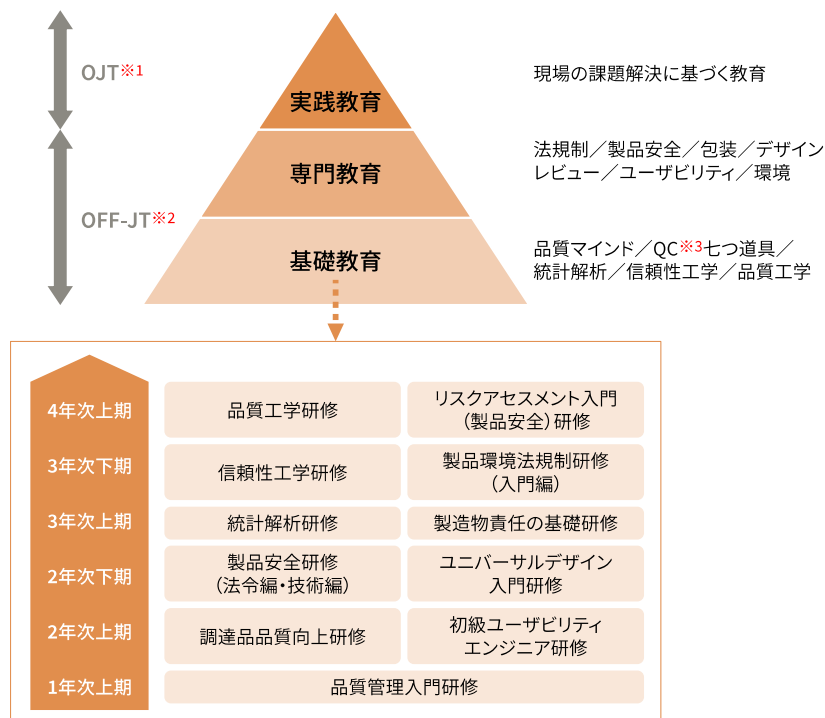 OJT※1
実践教育
現場の課題解決に基づく教育
OFF-JT※2
専門教育
法規制／製品安全／包装／デザイン
レビュー／ユーザビリティ／環境
基礎教育
品質マインド／QC※3七つ道具／
統計解析／信頼性工学／品質工学
4年次上期
品質工学研修
リスクアセスメント入門
（製品安全）研修
3年次下期
信頼性工学研修
製品環境法規制研修
（入門編）
3年次上期
統計解析研修
製造物責任の基礎研修
2年次下期
製品安全研修
（法令編・技術編）
ユニバーサルデザイン
入門研修
2年次上期
調達品品質向上研修
初級ユーザビリティ
エンジニア研修
1年次上期
品質管理入門研修